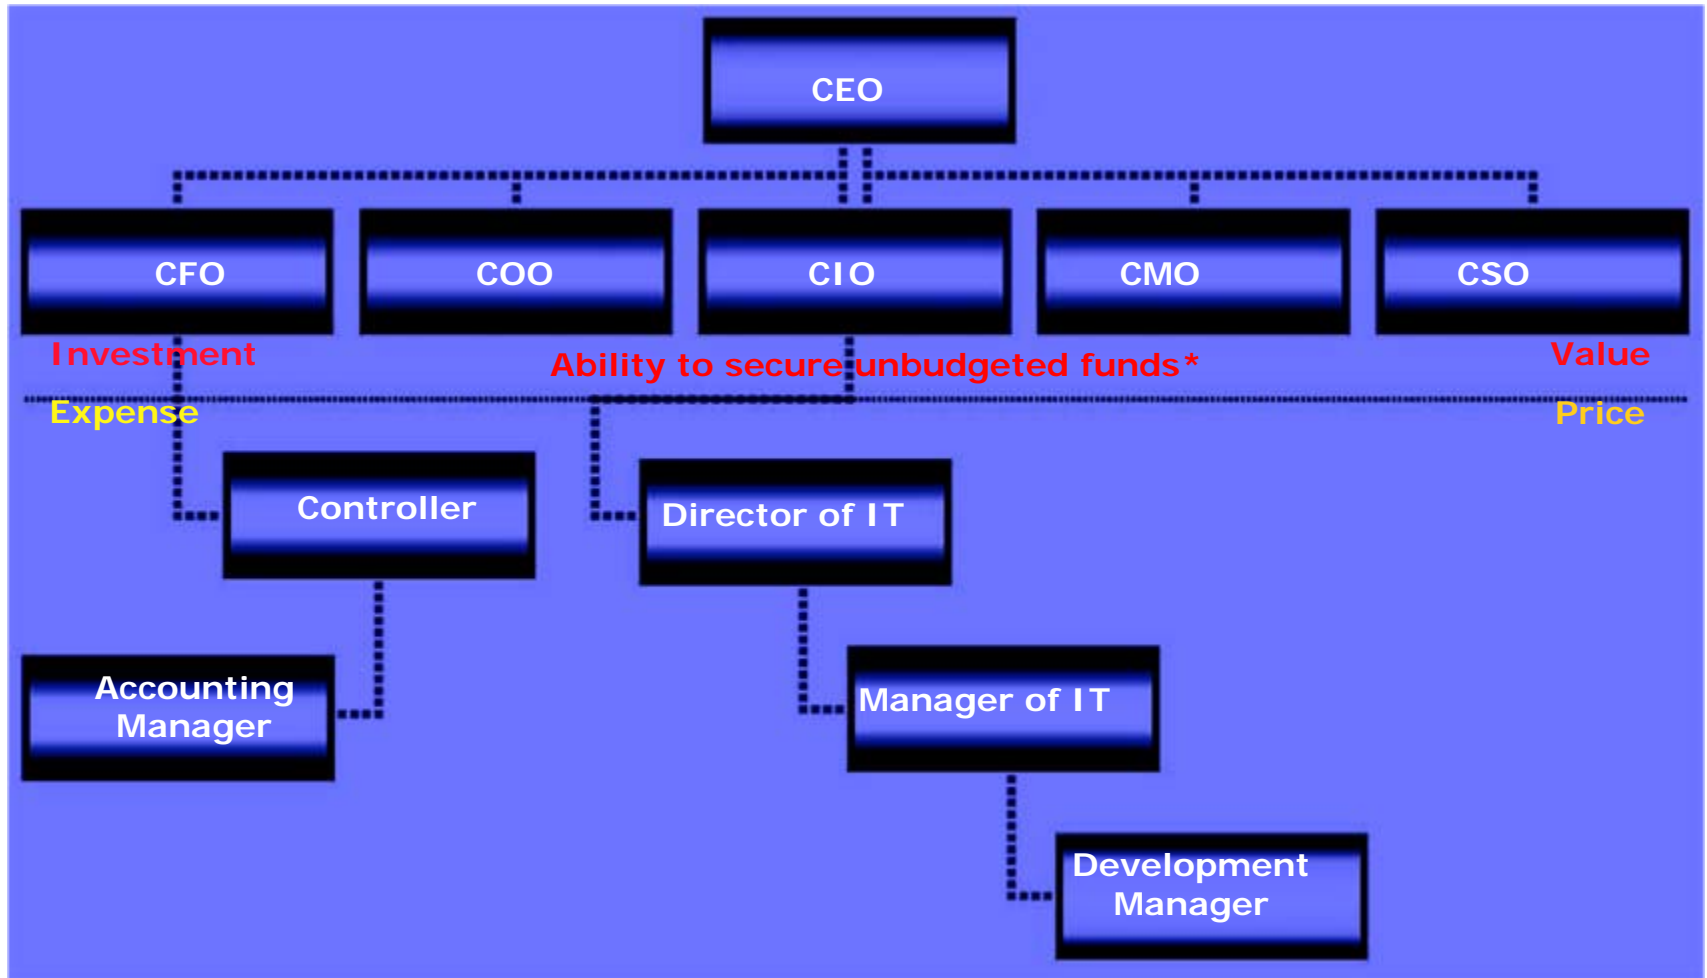 CEO
CFO
COO
CIO
CMO
CSO
Investment
Ability to secure unbudgeted funds*
Value
Expense
Price
Controller
Director of IT
Accounting
Manager
Manager of IT
Development
Manager